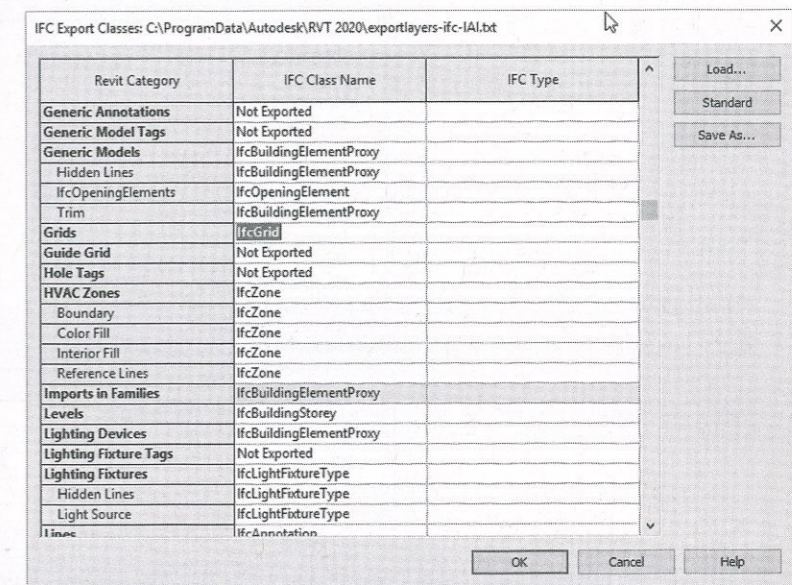 IFC Export Classes: C:\ProgramData\Autodesk\RVT 2020\exportlayers-ifc-IAI.txt
Revit Category IFC Class Name IFC Type
Load...
Standard
Save As...
Generic Annotations Not Exported
Generic Model Tags Not Exported
Generic Models IfcBuildingElementProxy
Hidden Lines IfcBuildingElementProxy
IfcOpeningElements IfcOpeningElement
Trim IfcBuildingElementProxy
Grids IfcGrid
Guide Grid Not Exported
Hole Tags Not Exported
HVAC Zones IfcZone
Boundary IfcZone
Color Fill IfcZone
Interior Fill IfcZone
Reference Lines IfcZone
Imports in Families IfcBuildingElementProxy
Levels IfcBuildingStorey
Lighting Devices IfcBuildingElementProxy
Lighting Fixture Tags Not Exported
Lighting Fixtures IfcLightFixtureType
Hidden Lines IfcLightFixtureType
Light Source IfcLightFixtureType
Lines IfcAnnotation
OK Cancel Help